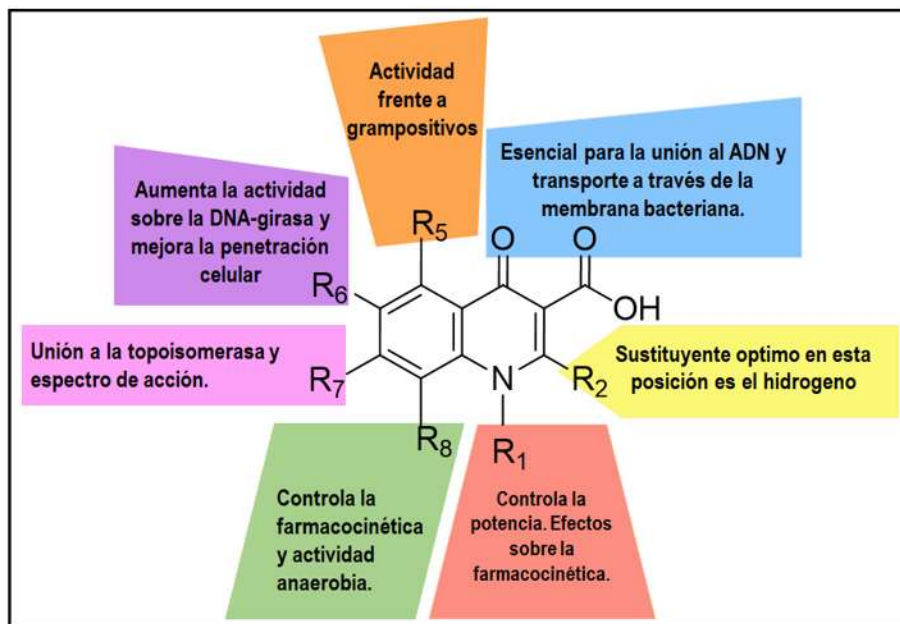 Actividad
frente a
grampositivos
Esencial para la unión al ADN y
transporte a través de la
membrana bacteriana.
Aumenta la actividad
sobre la DNA-girasa y
mejora la penetración
celular
R5
O
O
R6
OH
Unión a la topoisomerasa y
espectro de acción.
Sustituyente optimo en esta
posición es el hidrogeno
R7
N
R2
R8
R1
Controla la
farmacocinética
y actividad
anaerobia.
Controla la
potencia. Efectos
sobre la
farmacocinética.